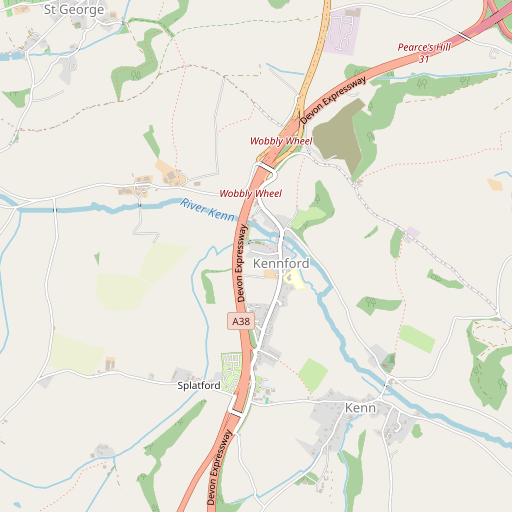 St George
Pearce's Hill
31
Devon Expressway
Wobbly Wheel
Wobbly Wheel
River Kenn
Devon Expressway
Kennford
A38
Splatford
Kenn
Devon Expressway